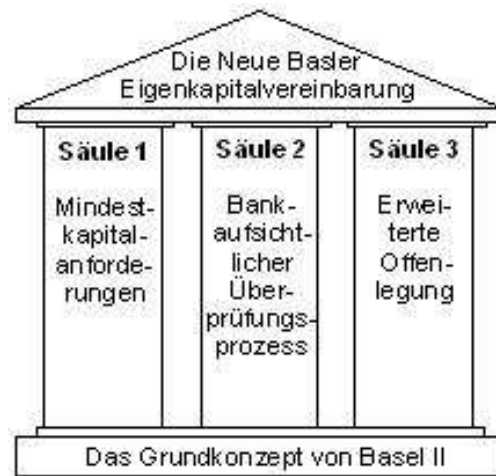 Die Neue Basler
Eigenkapitalvereinbarung
Säule 1
Mindest-
kapital-
anforde-
rungen
Säule 2
Bank-
aufsicht-
licher
Über-
prüfungs-
prozess
Säule 3
Erwei-
terte
Offen-
legung
Das Grundkonzept von Basel II